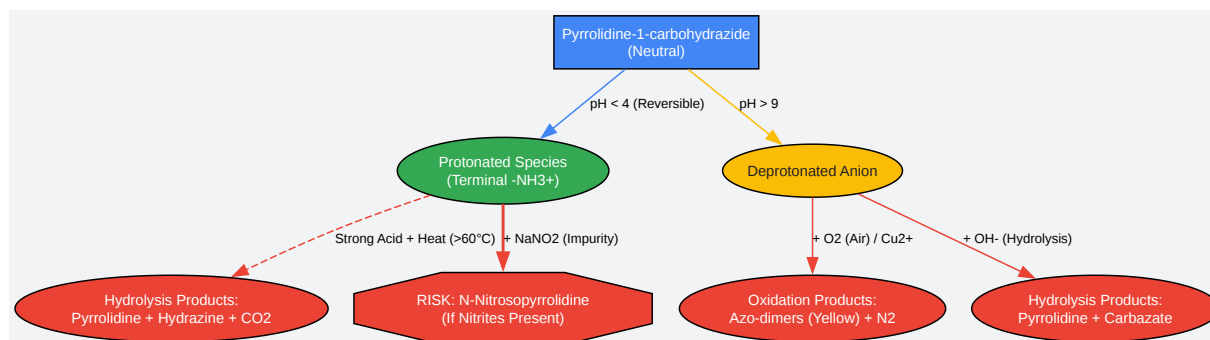 Pyrrolidine-1-carbohydrazide
(Neutral)
pH < 4 (Reversible)
pH > 9
Protonated Species
(Terminal -NH3+)
Deprotonated Anion
Strong Acid + Heat (>60°C)
+ NaNO2 (Impurity)
+ O2 (Air) / Cu2+
+ OH- (Hydrolysis)
Hydrolysis Products:
Pyrrolidine + Hydrazine + CO2
RISK: N-Nitrosopyrrolidine
(If Nitrites Present)
Oxidation Products:
Azo-dimers (Yellow) + N2
Hydrolysis Products:
Pyrrolidine + Carbazate